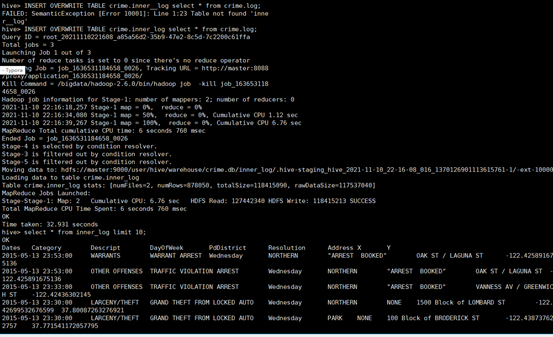 hive> INSERT OVERWRITE TABLE crime.inner__log select * from crime.log;
FAILED: SemanticException [Error 10001]: Line 1:23 Table not found 'inne
r__log'
hive> INSERT OVERWRITE TABLE crime.inner_log select * from crime.log;
Query ID = root_20211110221608_a85a56d2-35b9-47e2-8c5d-7c2200c61ffa
Total jobs = 3
Launching Job 1 out of 3
Number of reduce tasks is set to 0 since there's no reduce operator
Job = job_1636531184658_0026, Tracking URL = http://master:8088
/proxy/application_1636531184658_0026/
Kill Command = /bigdata/hadoop-2.6.0/bin/hadoop job  -kill job_163653118
4658_0026
Hadoop job information for Stage-1: number of mappers: 2; number of reducers: 0
2021-11-10 22:16:18,257 Stage-1 map = 0%,  reduce = 0%
2021-11-10 22:16:34,080 Stage-1 map = 50%,  reduce = 0%, Cumulative CPU 1.12 sec
2021-11-10 22:16:39,267 Stage-1 map = 100%,  reduce = 0%, Cumulative CPU 6.76 sec
MapReduce Total cumulative CPU time: 6 seconds 760 msec
Ended Job = job_1636531184658_0026
Stage-4 is selected by condition resolver.
Stage-3 is filtered out by condition resolver.
Stage-5 is filtered out by condition resolver.
Moving data to: hdfs://master:9000/user/hive/warehouse/crime.db/inner_log/.hive-staging_hive_2021-11-10_22-16-08_016_1370126901113615761-1/-ext-10000
Loading data to table crime.inner_log
Table crime.inner_log stats: [numFiles=2, numRows=878050, totalSize=118415090, rawDataSize=117537040]
MapReduce Jobs Launched:
Stage-Stage-1: Map: 2   Cumulative CPU: 6.76 sec   HDFS Read: 127442340 HDFS Write: 118415213 SUCCESS
Total MapReduce CPU Time Spent: 6 seconds 760 msec
OK
Time taken: 32.931 seconds
hive> select * from inner_log limit 10;
OK
Dates Category Descript DayOfWeek PdDistrict Resolution Address X Y
2015-05-13 23:53:00 WARRANTS WARRANT ARREST Wednesday NORTHERN "ARREST BOOKED" OAK ST / LAGUNA ST -122.42589167
5136
2015-05-13 23:53:00 OTHER OFFENSES TRAFFIC VIOLATION ARREST Wednesday NORTHERN "ARREST BOOKED" OAK ST / LAGUNA ST -
122.425891675136
2015-05-13 23:33:00 OTHER OFFENSES TRAFFIC VIOLATION ARREST Wednesday NORTHERN "ARREST BOOKED" VANNESS AV / GREENWIC
H ST -122.42436302145
2015-05-13 23:30:00 LARCENY/THEFT GRAND THEFT FROM LOCKED AUTO Wednesday NORTHERN NONE 1500 Block of LOMBARD ST -122.
42699532676599 37.80087263276921
2015-05-13 23:30:00 LARCENY/THEFT GRAND THEFT FROM LOCKED AUTO Wednesday PARK NONE 100 Block of BRODERICK ST -122.43873762
2757 37.771541172057795